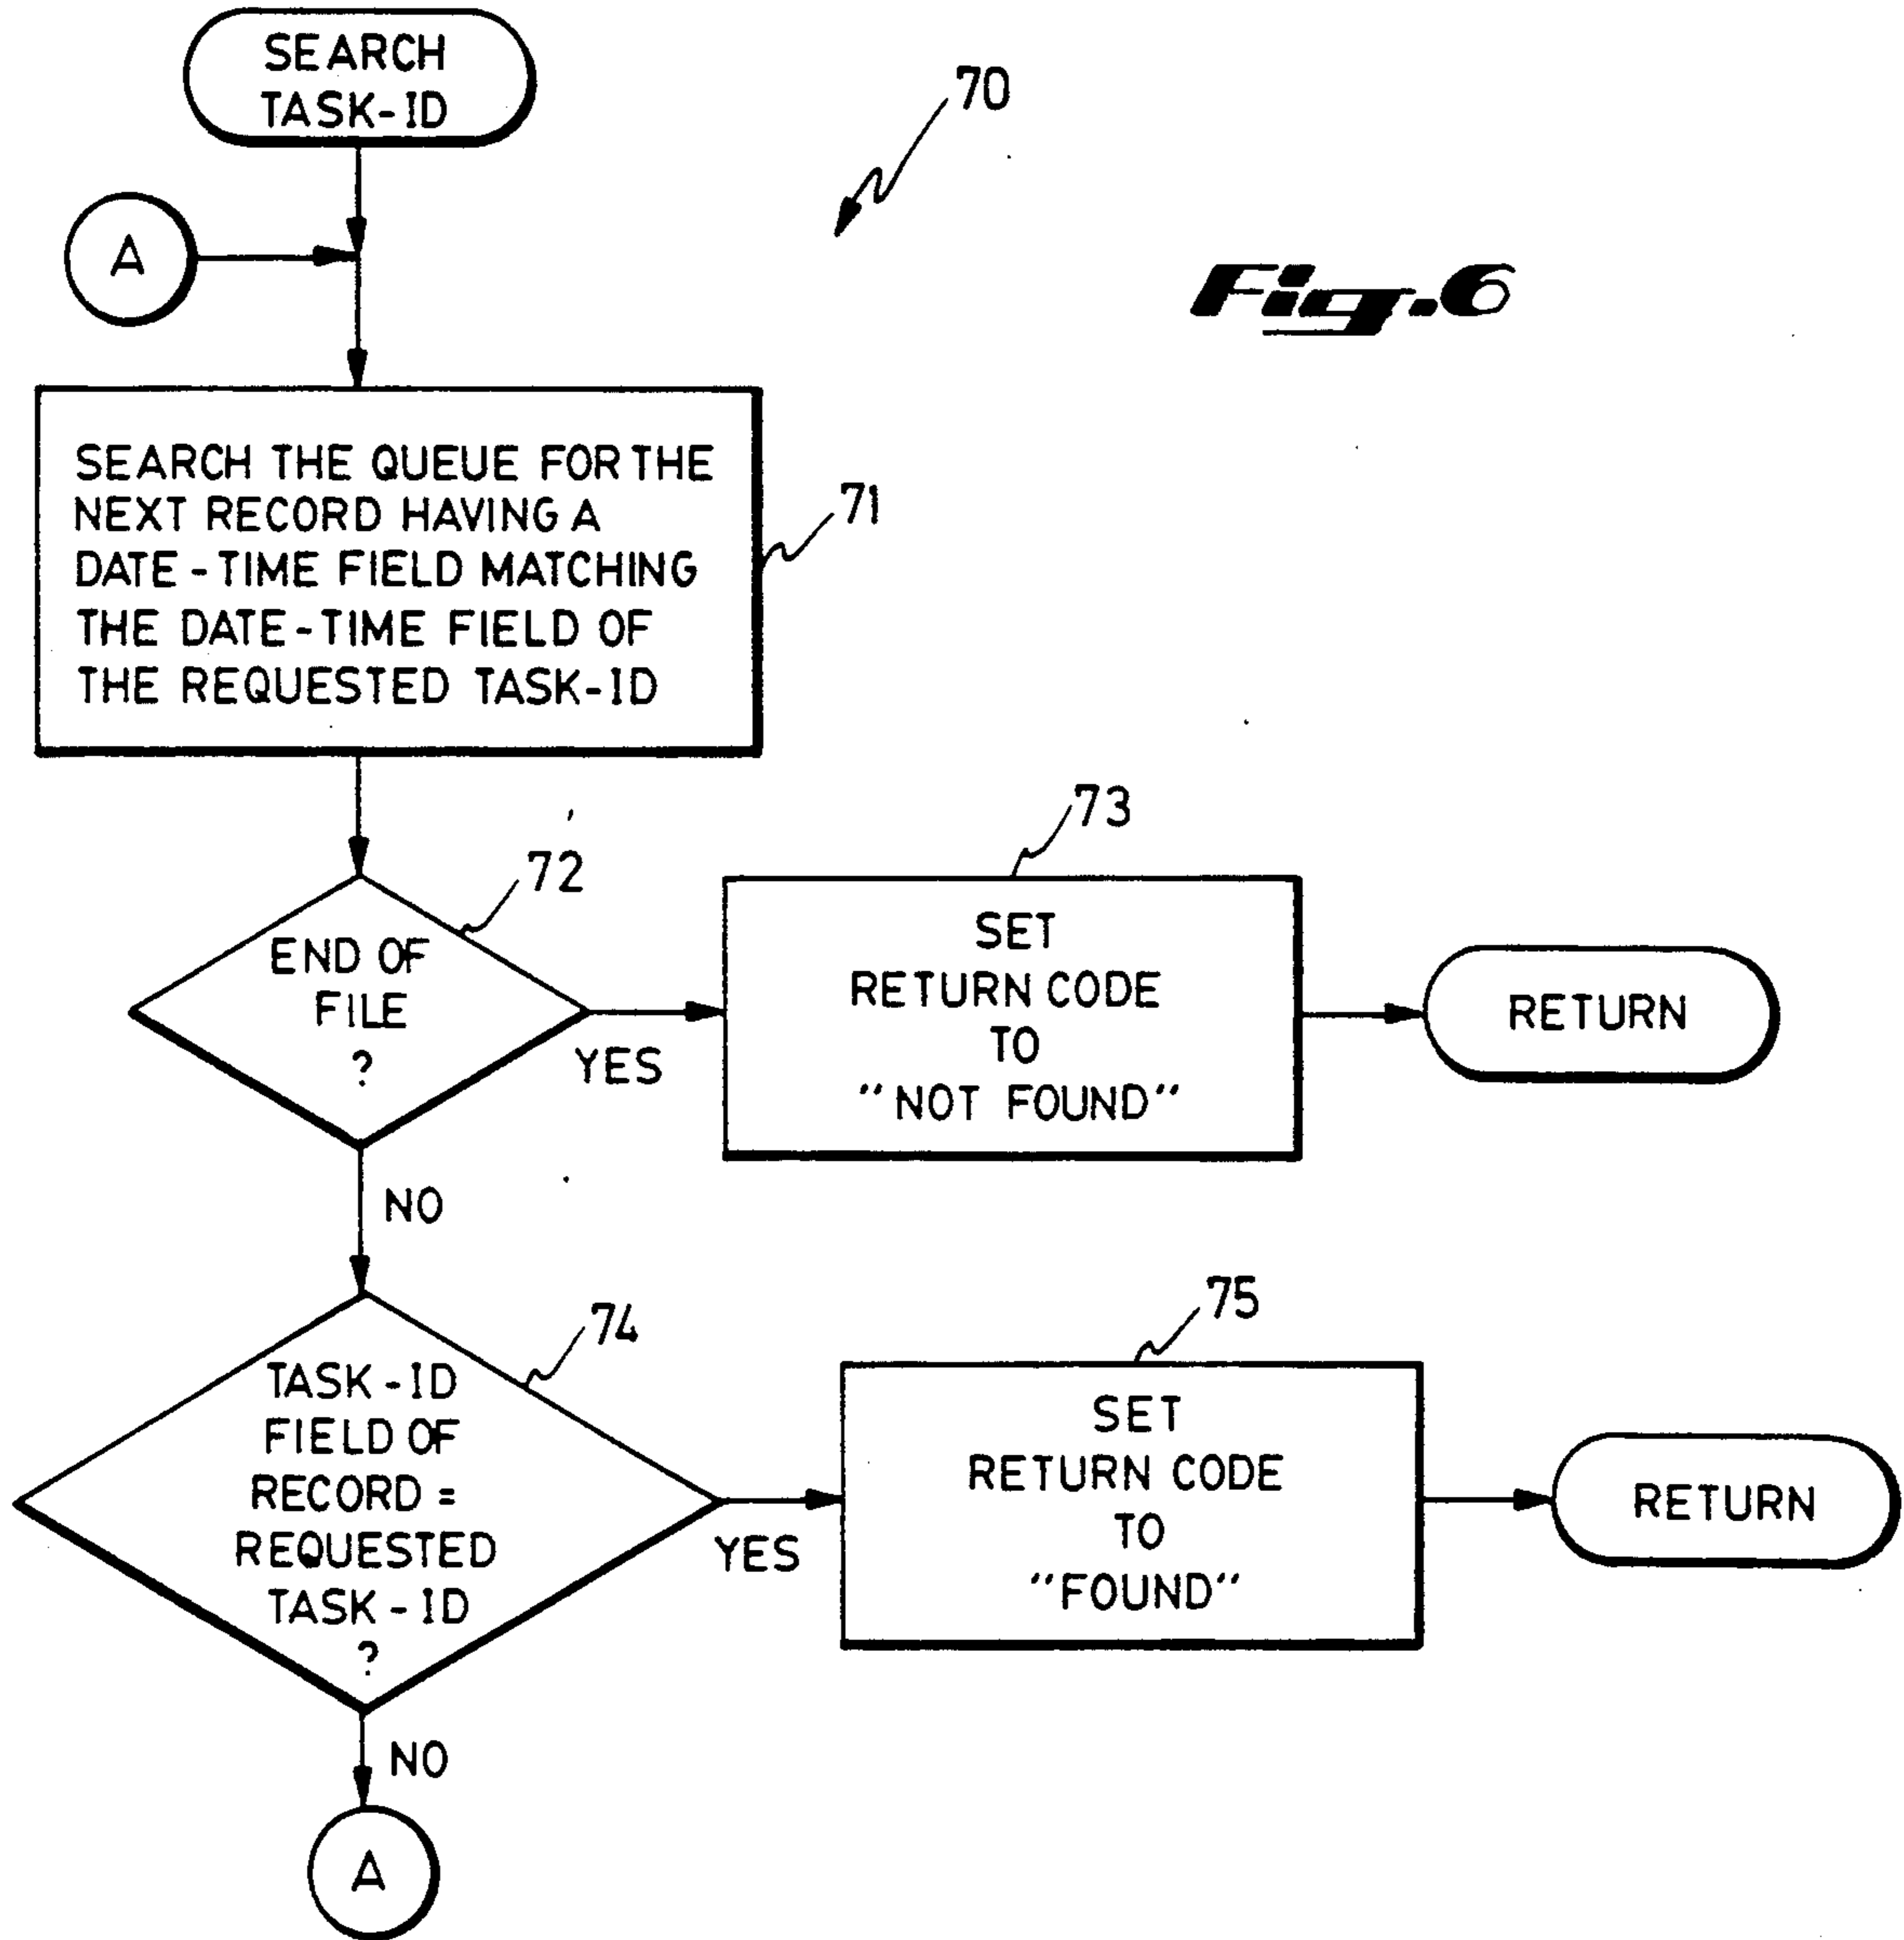 SEARCH
TASK-ID
70
A
Fig.6
SEARCH THE QUEUE FOR THE
NEXT RECORD HAVING A
DATE-TIME FIELD MATCHING
THE DATE-TIME FIELD OF
THE REQUESTED TASK-ID
71
72
END OF
FILE
?
YES
NO
73
SET
RETURN CODE
TO
"NOT FOUND"
RETURN
74
TASK-ID
FIELD OF
RECORD =
REQUESTED
TASK-ID
?
YES
NO
75
SET
RETURN CODE
TO
"FOUND"
RETURN
A